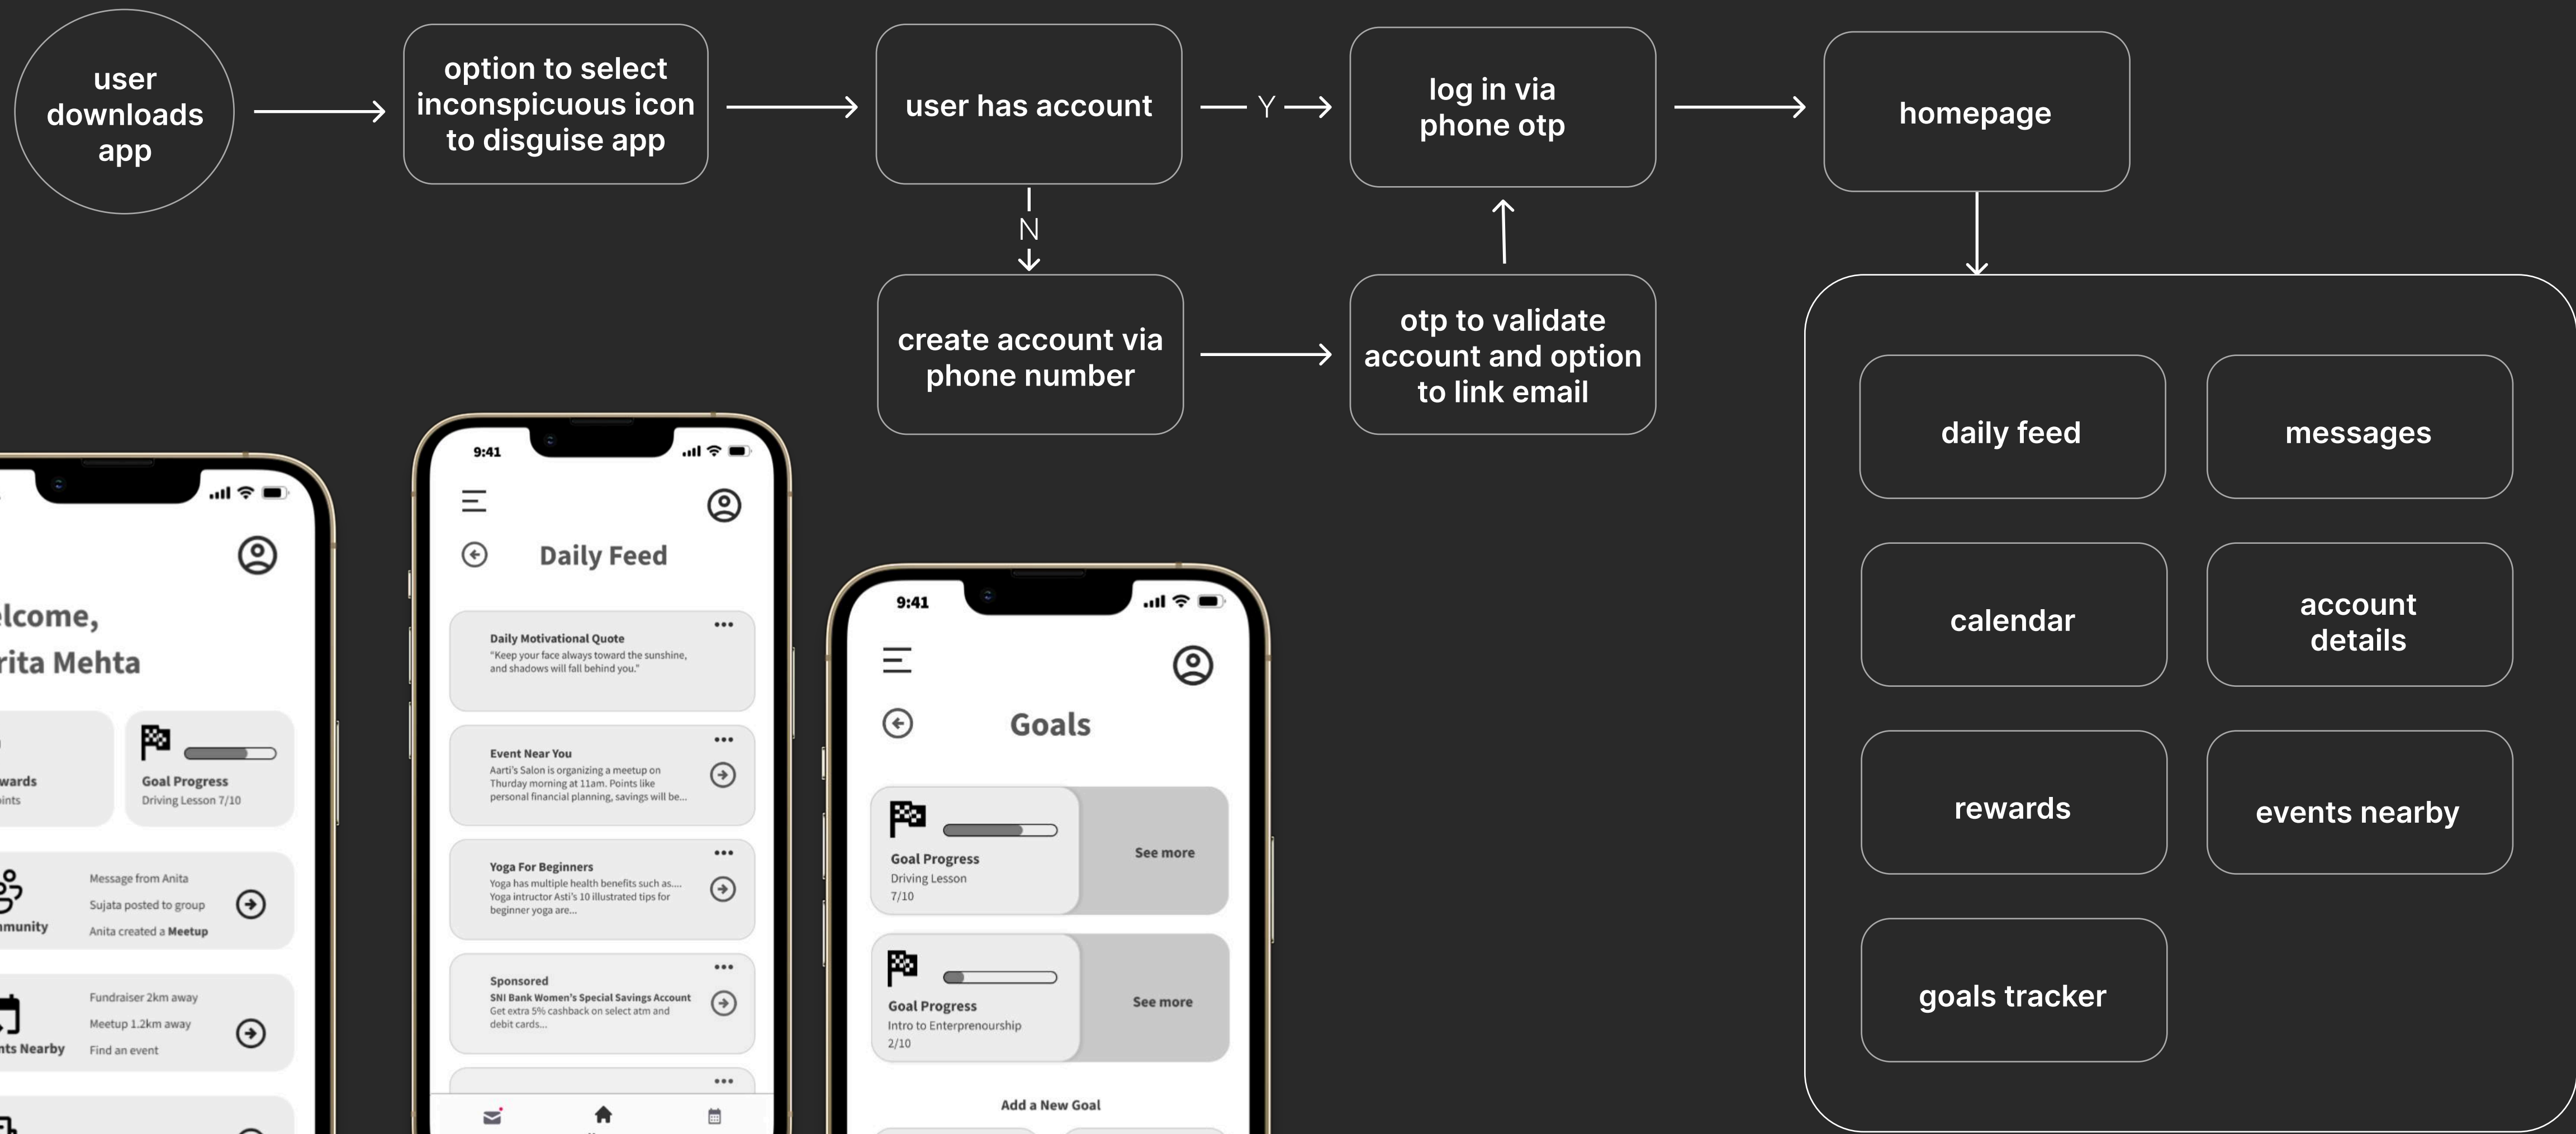 user
downloads
app
option to select
inconspicuous icon
to disguise app
user has account
Y
log in via
phone otp
homepage
N
create account via
phone number
otp to validate
account and option
to link email
daily feed
messages
calendar
account
details
rewards
events nearby
goals tracker
elcome,
rita Mehta
wards
ints
Goal Progress
Driving Lesson 7/10
mmunity
Message from Anita
Sujata posted to group
Anita created a Meetup
nts Nearby
Fundraiser 2km away
Meetup 1.2km away
Find an event
9:41
Daily Feed
Daily Motivational Quote
"Keep your face always toward the sunshine,
and shadows will fall behind you."
Event Near You
Aarti's Salon is organizing a meetup on
Thurday morning at 11am. Points like
personal financial planning, savings will be...
Yoga For Beginners
Yoga has multiple health benefits such as....
Yoga intructor Asti's 10 illustrated tips for
beginner yoga are...
Sponsored
SNI Bank Women's Special Savings Account
Get extra 5% cashback on select atm and
debit cards...
9:41
Goals
Goal Progress
Driving Lesson
7/10
See more
Goal Progress
Intro to Enterprenourship
2/10
See more
Add a New Goal